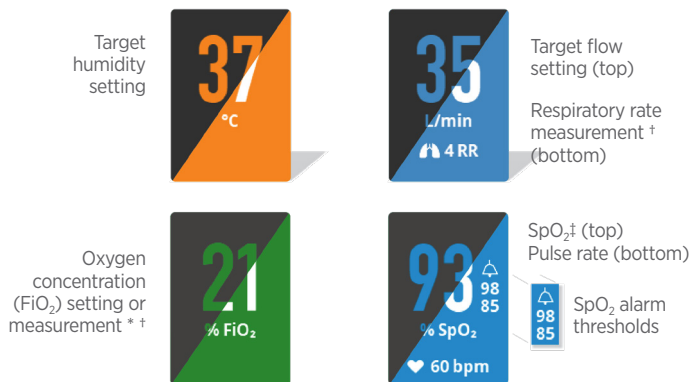 Target
humidity
setting
37
°C
35
L/min
4 RR
Target flow
setting (top)
Respiratory rate
measurement †
(bottom)
Oxygen
concentration
(FiO₂) setting or
measurement * †
21
% FiO₂
93
98
85
% SpO₂
60 bpm
SpO₂‡ (top)
Pulse rate (bottom)
98
85
SpO₂ alarm
thresholds